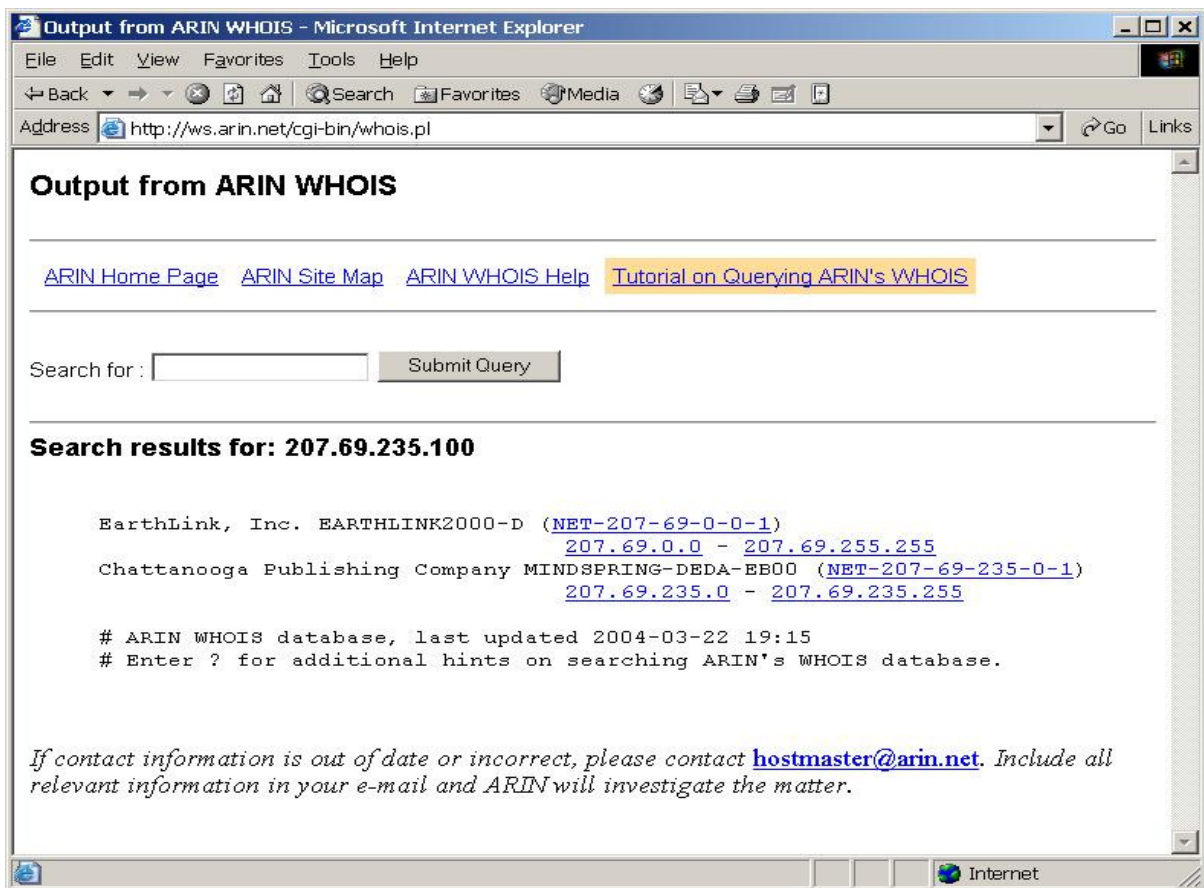 Output from ARIN WHOIS - Microsoft Internet Explorer
File Edit View Favorites Tools Help
Back Search Favorites Media
Address http://ws.arin.net/cgi-bin/whois.pl Go Links
Output from ARIN WHOIS
ARIN Home Page ARIN Site Map ARIN WHOIS Help Tutorial on Querying ARIN's WHOIS
Search for : Submit Query
Search results for: 207.69.235.100
EarthLink, Inc. EARTHLINK2000-D (NET-207-69-0-0-1)
207.69.0.0 - 207.69.255.255
Chattanooga Publishing Company MINDSPRING-DEDA-EB00 (NET-207-69-235-0-1)
207.69.235.0 - 207.69.235.255
# ARIN WHOIS database, last updated 2004-03-22 19:15
# Enter ? for additional hints on searching ARIN's WHOIS database.
If contact information is out of date or incorrect, please contact hostmaster@arin.net. Include all
relevant information in your e-mail and ARIN will investigate the matter.
Internet